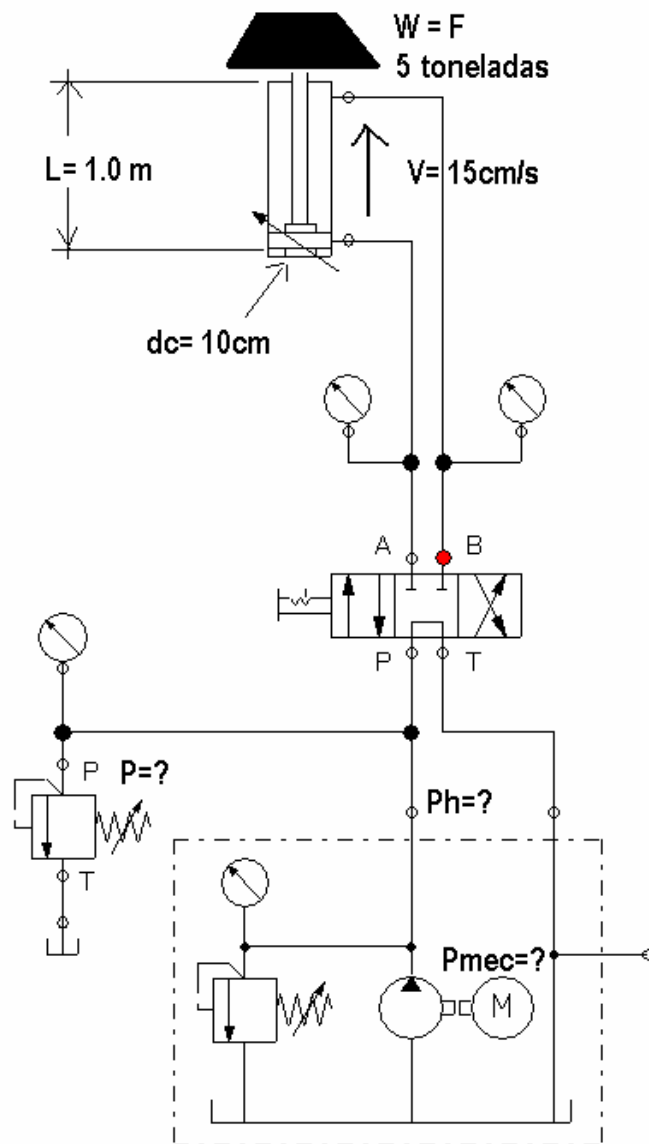 W = F
5 toneladas
L= 1.0 m
V= 15cm/s
dc= 10cm
A
B
P
T
P
P=?
Ph=?
T
Pmec=?
M